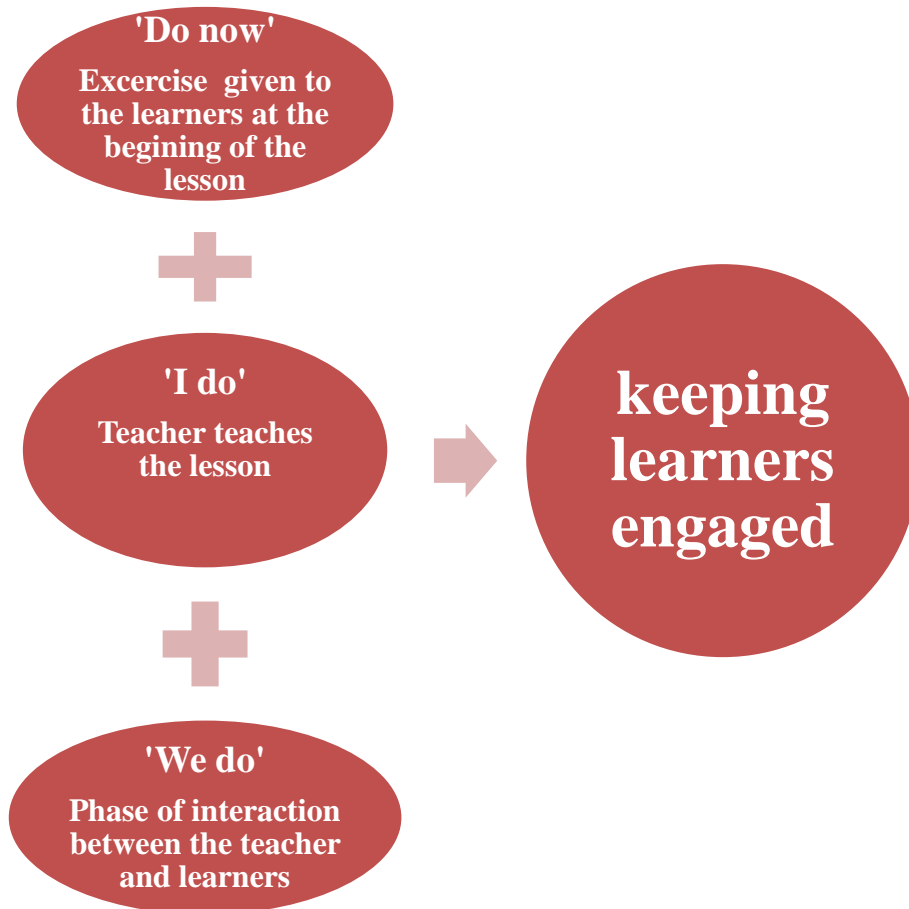 'Do now'
Excercise given to
the learners at the
begining of the
lesson
'I do'
Teacher teaches
the lesson
'We do'
Phase of interaction
between the teacher
and learners
keeping
learners
engaged